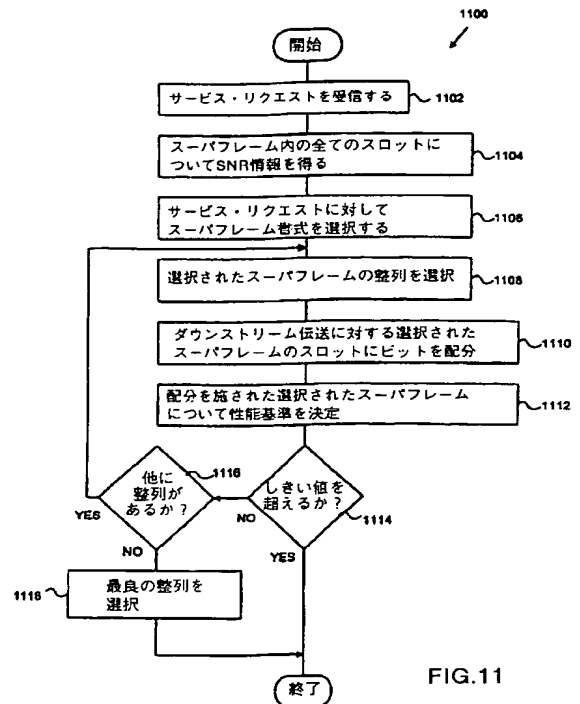 1100
開始
サービス・リクエストを受信する
1102
スーパフレーム内の全てのスロットに
ついてSNR情報を得る
1104
サービス・リクエストに対して
スーパフレーム書式を選択する
1106
選択されたスーパフレームの整列を選択
1108
ダウンストリーム伝送に対する選択された
スーパフレームのスロットにビットを配分
1110
配分を施された選択されたスーパフレーム
について性能基準を決定
1112
他に
整列が
あるか？
1116
しきい値を
超えるか？
1114
YES
NO
NO
YES
最良の整列を
選択
1118
終了
FIG.11